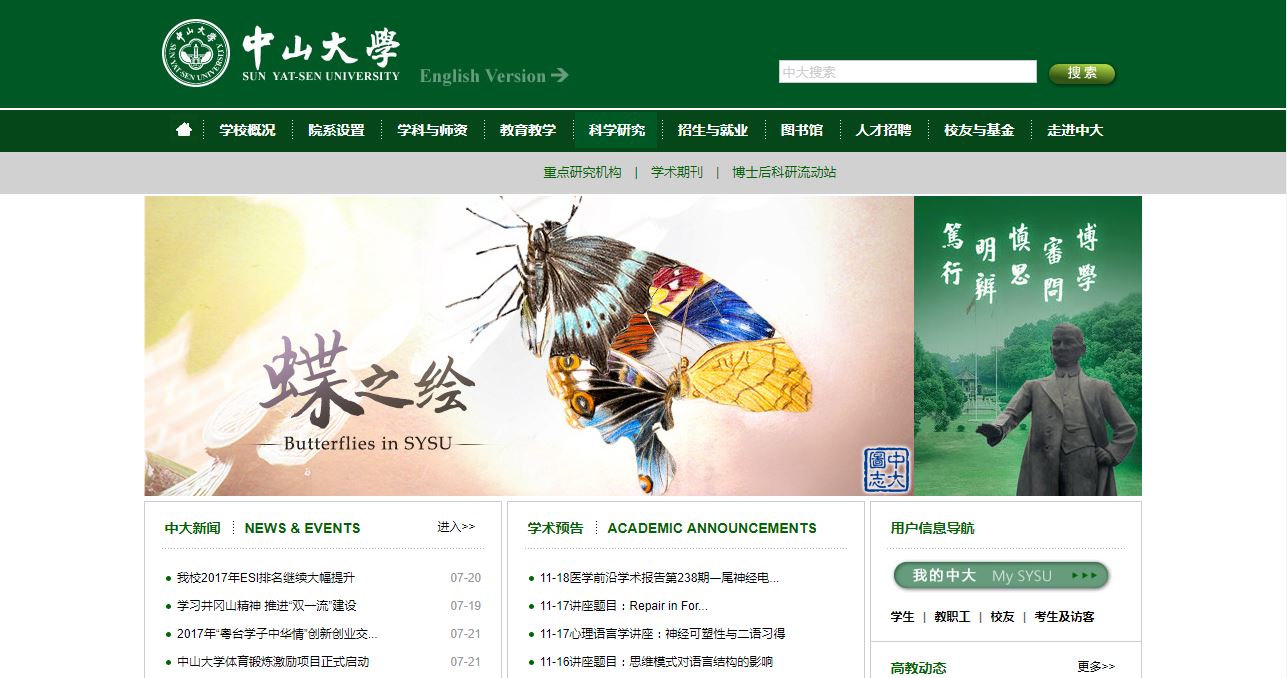 中山大學
SUN YAT-SEN UNIVERSITY
English Version
中大搜索
搜 索
学校概况
院系设置
学科与师资
教育教学
科学研究
招生与就业
图书馆
人才招聘
校友与基金
走进中大
重点研究机构 | 学术期刊 | 博士后科研流动站
蝶之绘
Butterflies in SYSU
中大圖志
博學
審問
慎思
明辨
篤行
中大新闻 NEWS & EVENTS 进入>>
我校2017年ESI排名继续大幅提升 07-20
学习井冈山精神 推进“双一流”建设 07-19
2017年“粤台学子中华情”创新创业交... 07-21
中山大学体育锻炼激励项目正式启动 07-21
学术预告 ACADEMIC ANNOUNCEMENTS
11-18医学前沿学术报告第238期—尾神经电...
11-17讲座题目：Repair in For...
11-17心理语言学讲座：神经可塑性与二语习得
11-16讲座题目：思维模式对语言结构的影响
用户信息导航
我的中大 My SYSU
学生 | 教职工 | 校友 | 考生及访客
高教动态 更多>>